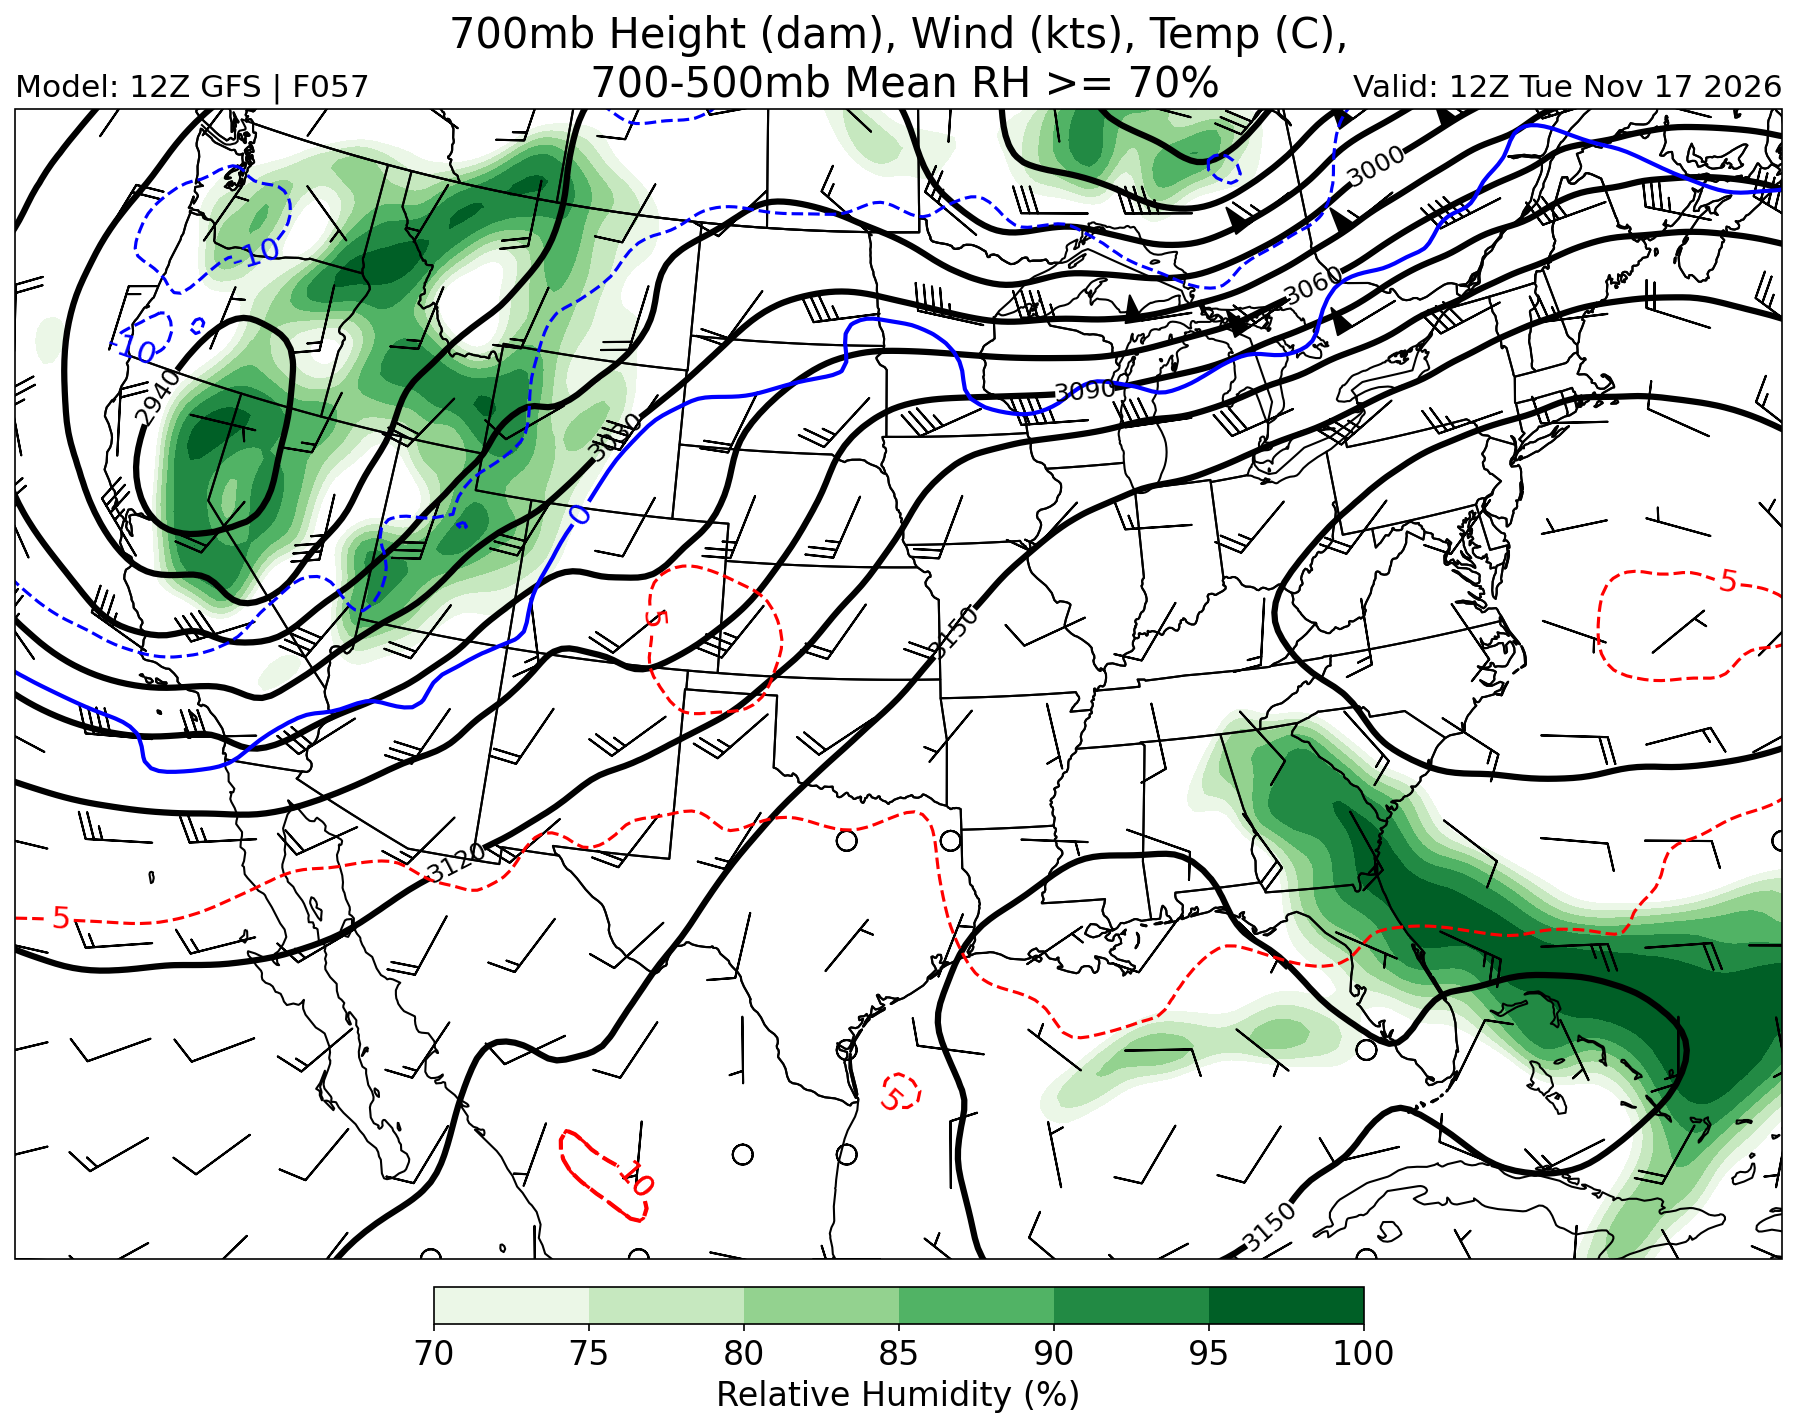 700mb Height (dam), Wind (kts), Temp (C),
Model: 12Z GFS | F057
700-500mb Mean RH >= 70%
Valid: 12Z Tue Nov 17 2026
3000
-10
3060
-10
2940
3090
3030
0
5
5
3150
3120
5
5
10
3150
70 75 80 85 90 95 100
Relative Humidity (%)